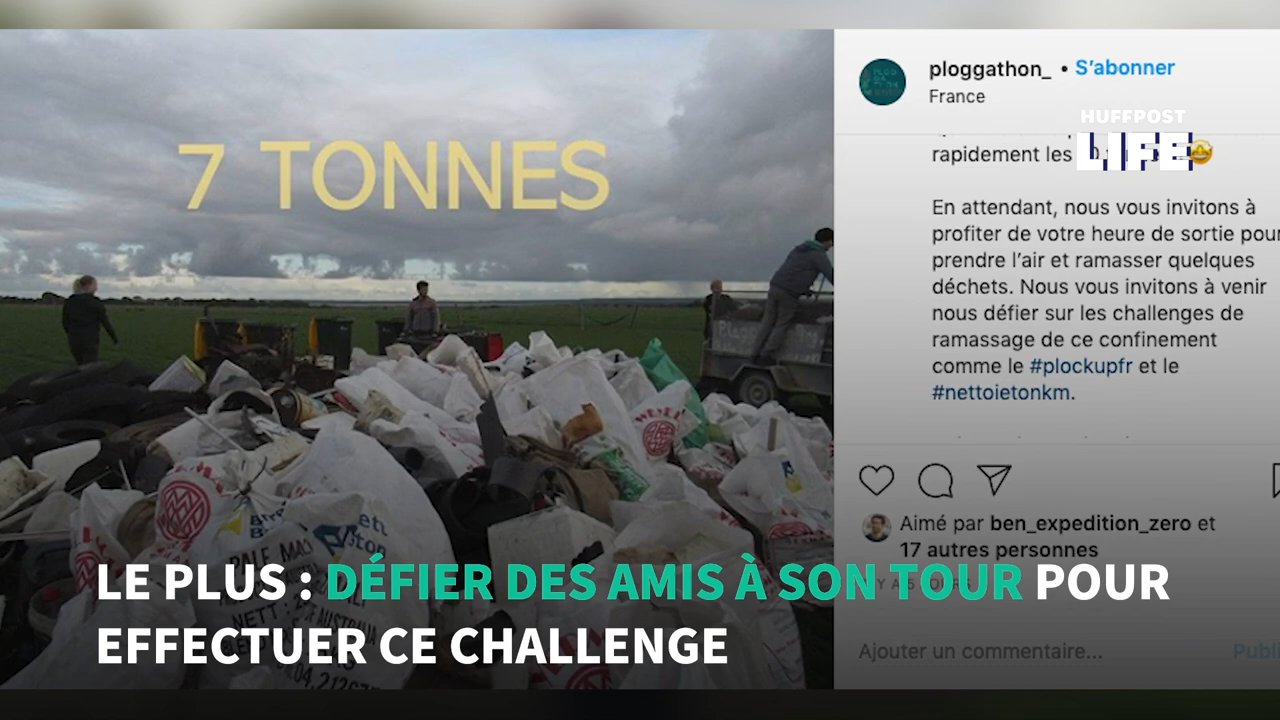 7 TONNES
ploggathon_ • S'abonner
France
HUFFPOST
LIFE
rapidement les
En attendant, nous vous invitons à
profiter de votre heure de sortie pour
prendre l'air et ramasser quelques
déchets. Nous vous invitons à venir
nous défier sur les challenges de
ramassage de ce confinement
comme le #plockupfr et le
#nettoietonkm.
Aimé par ben_expedition_zero et
17 autres personnes
LE PLUS : DÉFIER DES AMIS À SON TOUR POUR
EFFECTUER CE CHALLENGE
Ajouter un commentaire...